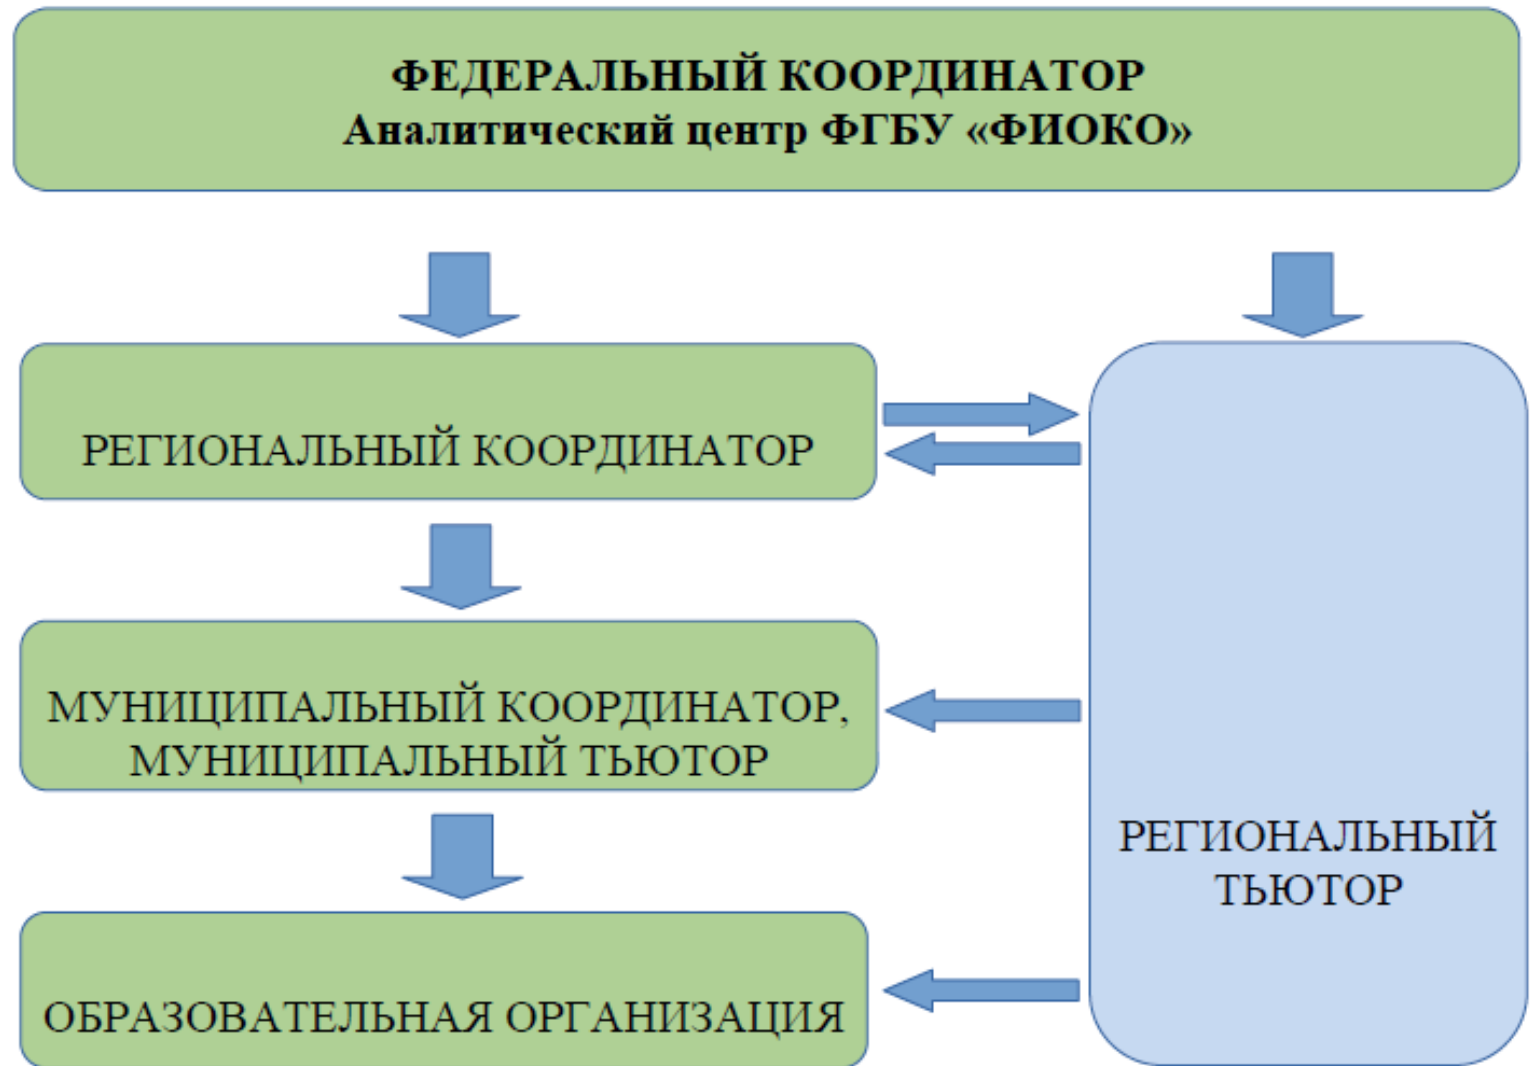 ФЕДЕРАЛЬНЫЙ КООРДИНАТОР
Аналитический центр ФГБУ «ФИОКО»
РЕГИОНАЛЬНЫЙ КООРДИНАТОР
МУНИЦИПАЛЬНЫЙ КООРДИНАТОР,
МУНИЦИПАЛЬНЫЙ ТЬЮТОР
РЕГИОНАЛЬНЫЙ
ТЬЮТОР
ОБРАЗОВАТЕЛЬНАЯ ОРГАНИЗАЦИЯ